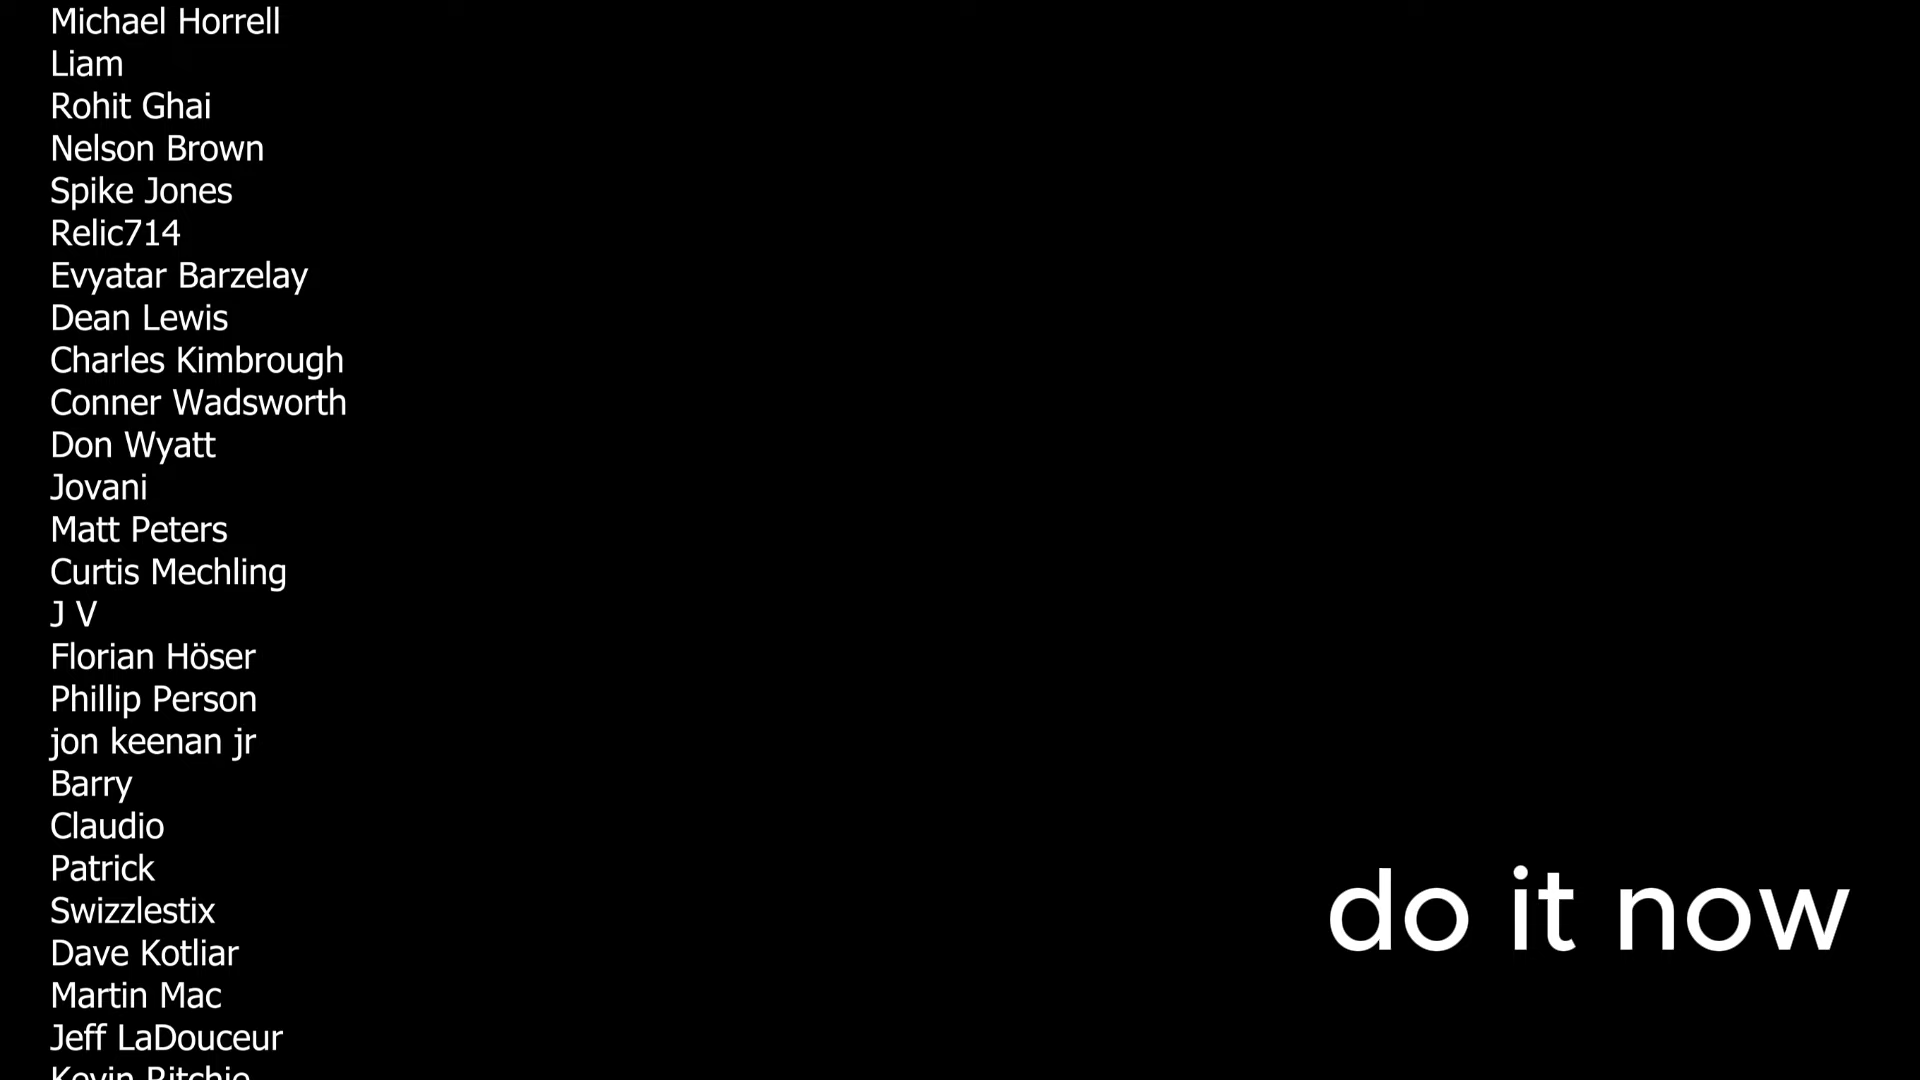 Michael Horrell
Liam
Rohit Ghai
Nelson Brown
Spike Jones
Relic714
Evyatar Barzelay
Dean Lewis
Charles Kimbrough
Conner Wadsworth
Don Wyatt
Jovani
Matt Peters
Curtis Mechling
J V
Florian Höser
Phillip Person
jon keenan jr
Barry
Claudio
Patrick
Swizzlestix
Dave Kotliar
Martin Mac
Jeff LaDouceur
Kevin Ritchie
do it now